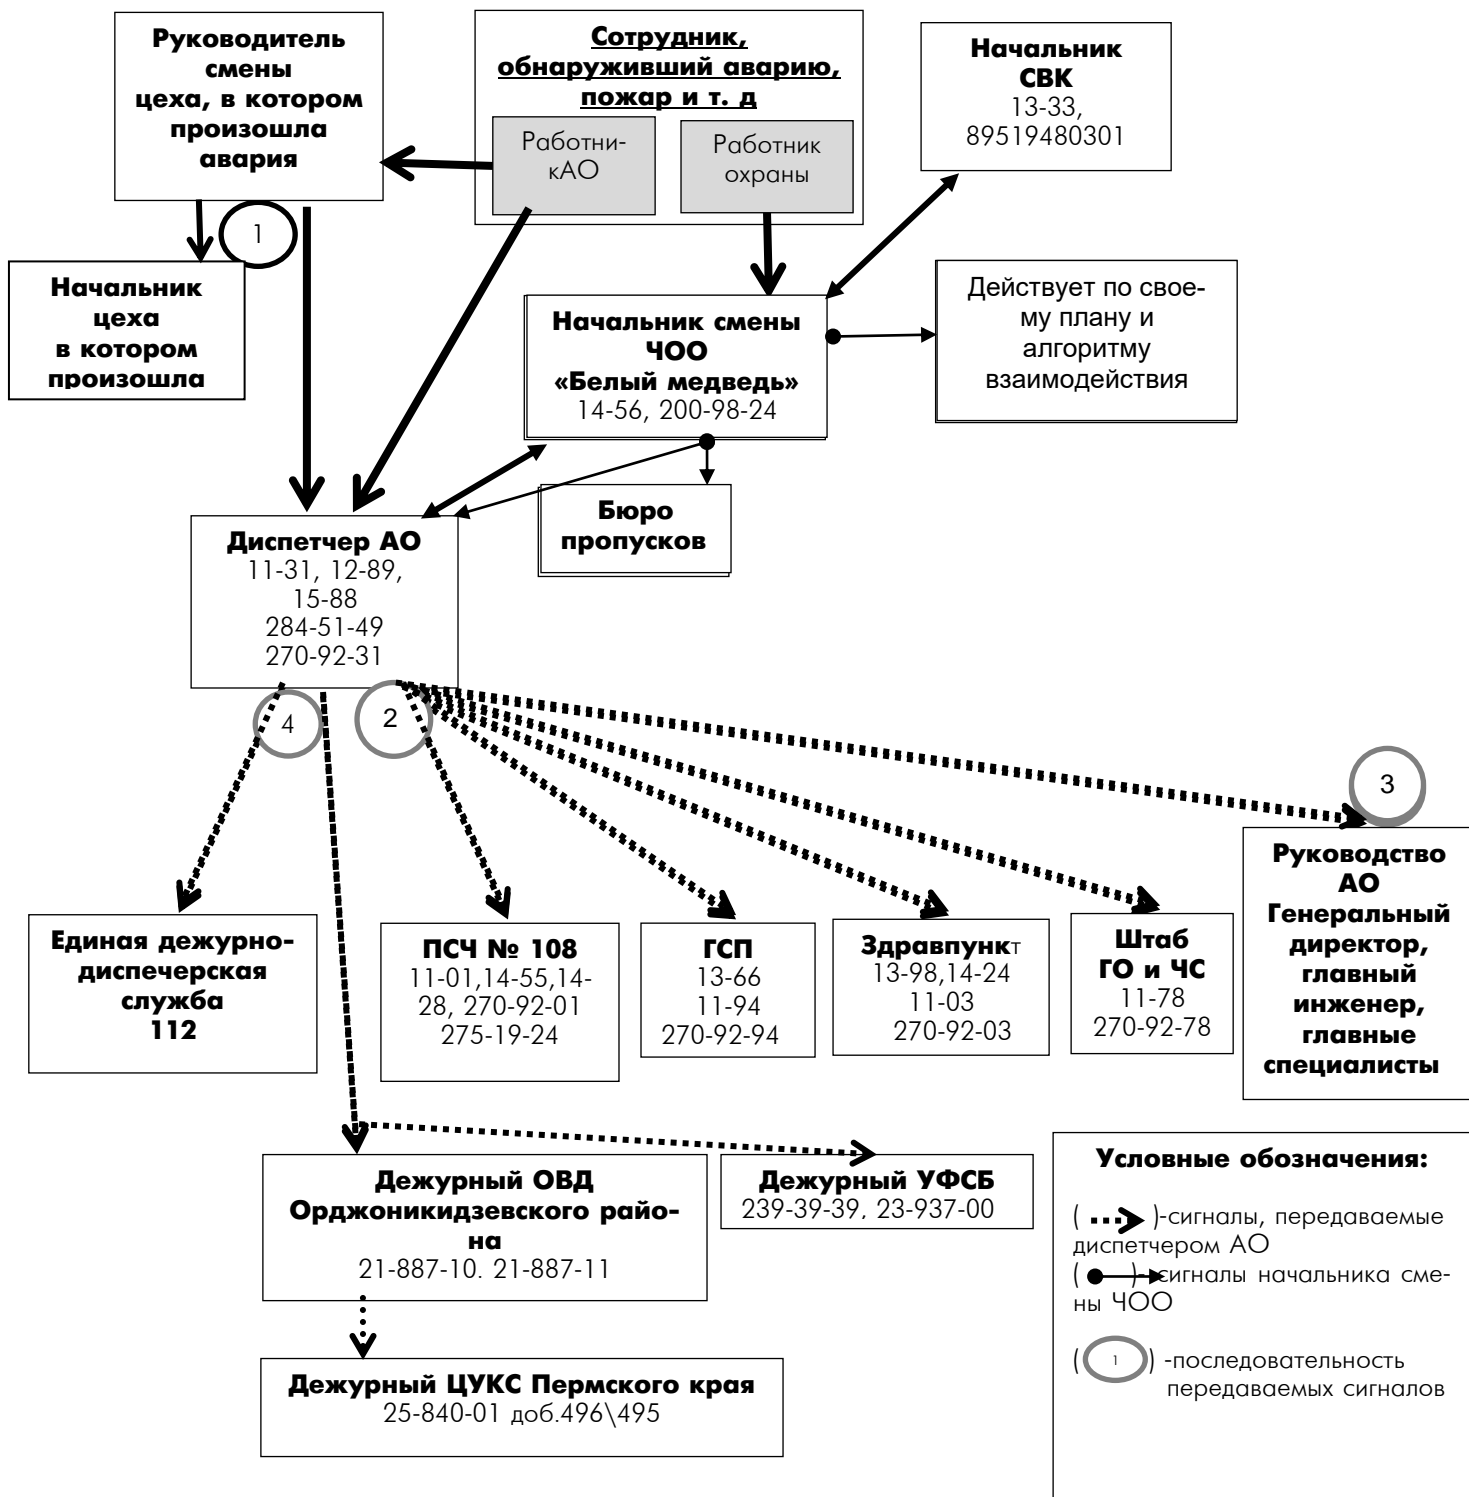 Руководитель
смены
цеха, в котором
произошла
авария
Сотрудник,
обнаруживший аварию,
пожар и т. д
Работни-
кАО
Работник
охраны
Начальник
СВК
13-33,
89519480301
1
Начальник
цеха
в котором
произошла
Начальник смены
ЧОО
«Белый медведь»
14-56, 200-98-24
Действует по свое-
му плану и
алгоритму
взаимодействия
Бюро
пропусков
Диспетчер АО
11-31, 12-89,
15-88
284-51-49
270-92-31
4
2
3
Единая дежурно-
диспечерская
служба
112
ПСЧ № 108
11-01,14-55,14-
28, 270-92-01
275-19-24
ГСП
13-66
11-94
270-92-94
Здравпункт
13-98,14-24
11-03
270-92-03
Штаб
ГО и ЧС
11-78
270-92-78
Руководство
АО
Генеральный
директор,
главный
инженер,
главные
специалисты
Дежурный ОВД
Орджоникидзевского райо-
на
21-887-10. 21-887-11
Дежурный УФСБ
239-39-39, 23-937-00
Дежурный ЦУКС Пермского края
25-840-01 доб.496\495
Условные обозначения:
( )-сигналы, передаваемые
диспетчером АО
( )- сигналы начальника сме-
ны ЧОО
( 1 ) -последовательность
передаваемых сигналов